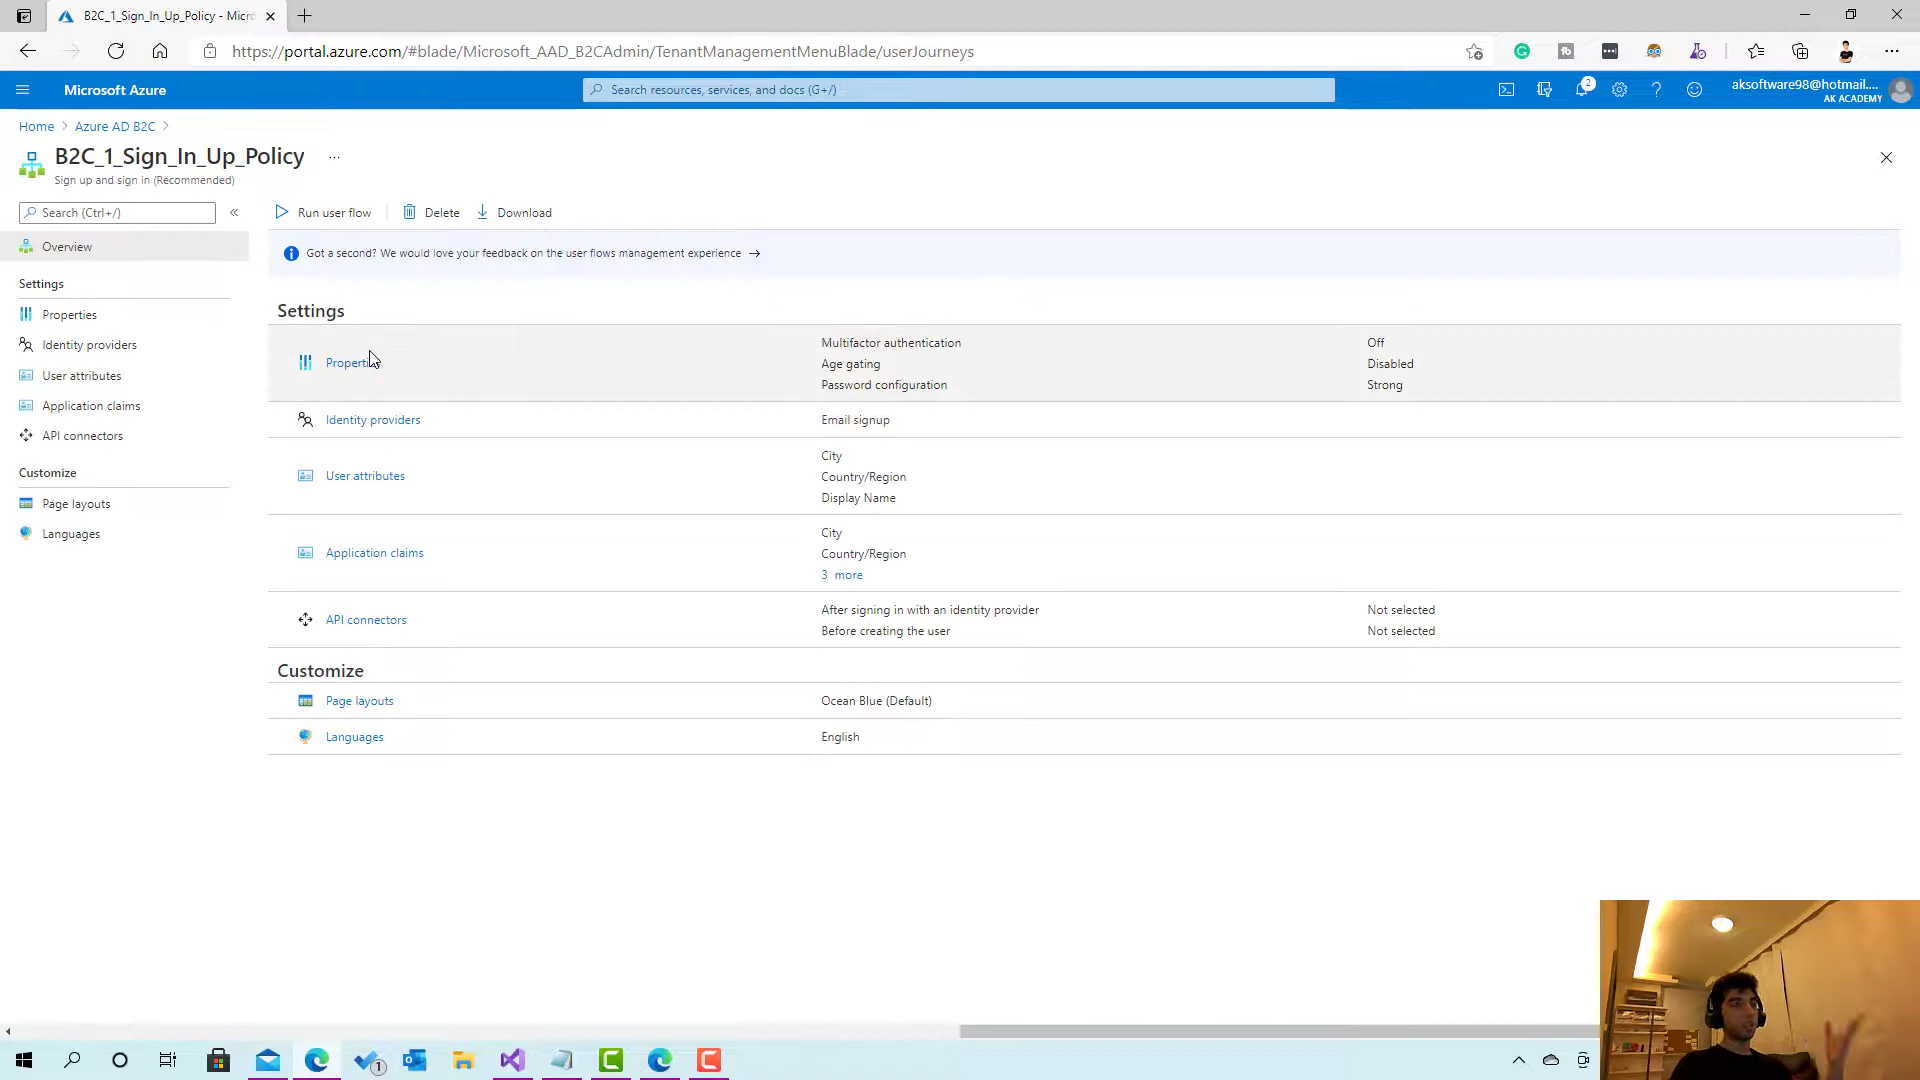 B2C_1_Sign_In_Up_Policy - Micro
https://portal.azure.com/#blade/Microsoft_AAD_B2CAdmin/TenantManagementMenuBlade/userJourneys
Microsoft Azure
Search resources, services, and docs (G+/)
2
aksoftware98@hotmail....
AK ACADEMY
Home > Azure AD B2C >
B2C_1_Sign_In_Up_Policy ...
Sign up and sign in (Recommended)
Search (Ctrl+/)
«
Run user flow
Delete
Download
Overview
Got a second? We would love your feedback on the user flows management experience →
Settings
Properties
Identity providers
User attributes
Application claims
API connectors
Customize
Page layouts
Languages
Settings
Properti
Multifactor authentication Off
Age gating Disabled
Password configuration Strong
Identity providers
Email signup
User attributes
City
Country/Region
Display Name
Application claims
City
Country/Region
3 more
API connectors
After signing in with an identity provider Not selected
Before creating the user Not selected
Customize
Page layouts
Ocean Blue (Default)
Languages
English
1